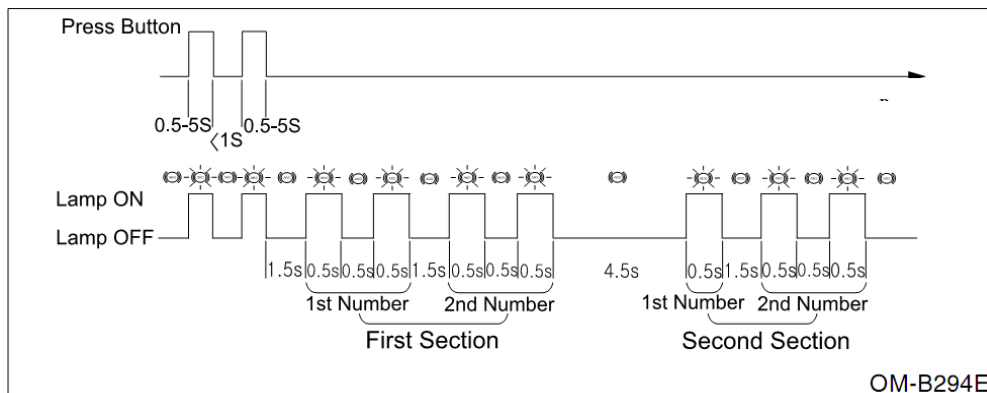 Press Button
0.5-5S 0.5-5S
<1S
Lamp ON
Lamp OFF
1.5s 0.5s 0.5s 0.5s 1.5s 0.5s 0.5s 0.5s 4.5s 0.5s 1.5s 0.5s 0.5s 0.5s
1st Number 2nd Number 1st Number 2nd Number
First Section Second Section
OM-B294E